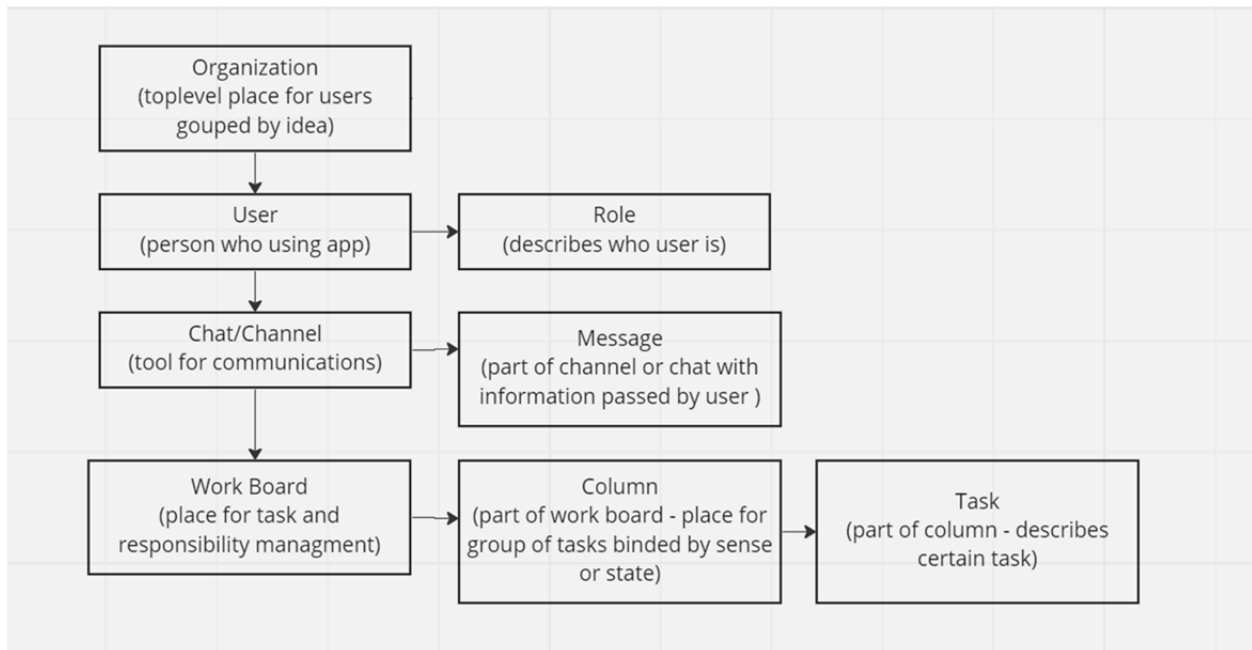 Organization
(toplevel place for users
gouped by idea)
User
(person who using app)
Role
(describes who user is)
Chat/Channel
(tool for communications)
Message
(part of channel or chat with
information passed by user )
Work Board
(place for task and
responsibility managment)
Column
(part of work board - place for
group of tasks binded by sense
or state)
Task
(part of column - describes
certain task)